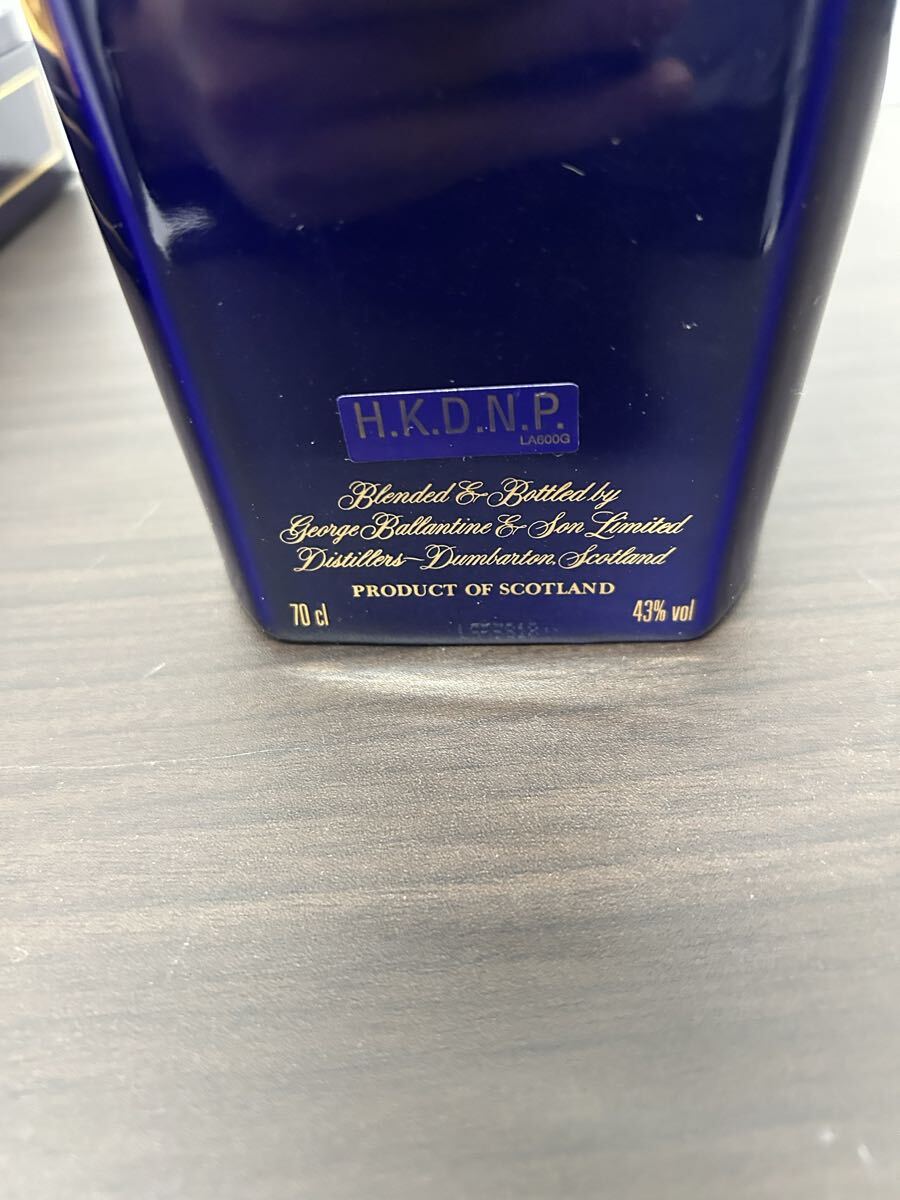 H.K.D.N.P.
LA600G
Blended & Bottled by
George Ballantine & Son Limited
Distillers–Dumbarton, Scotland
PRODUCT OF SCOTLAND
70 cl 43% vol